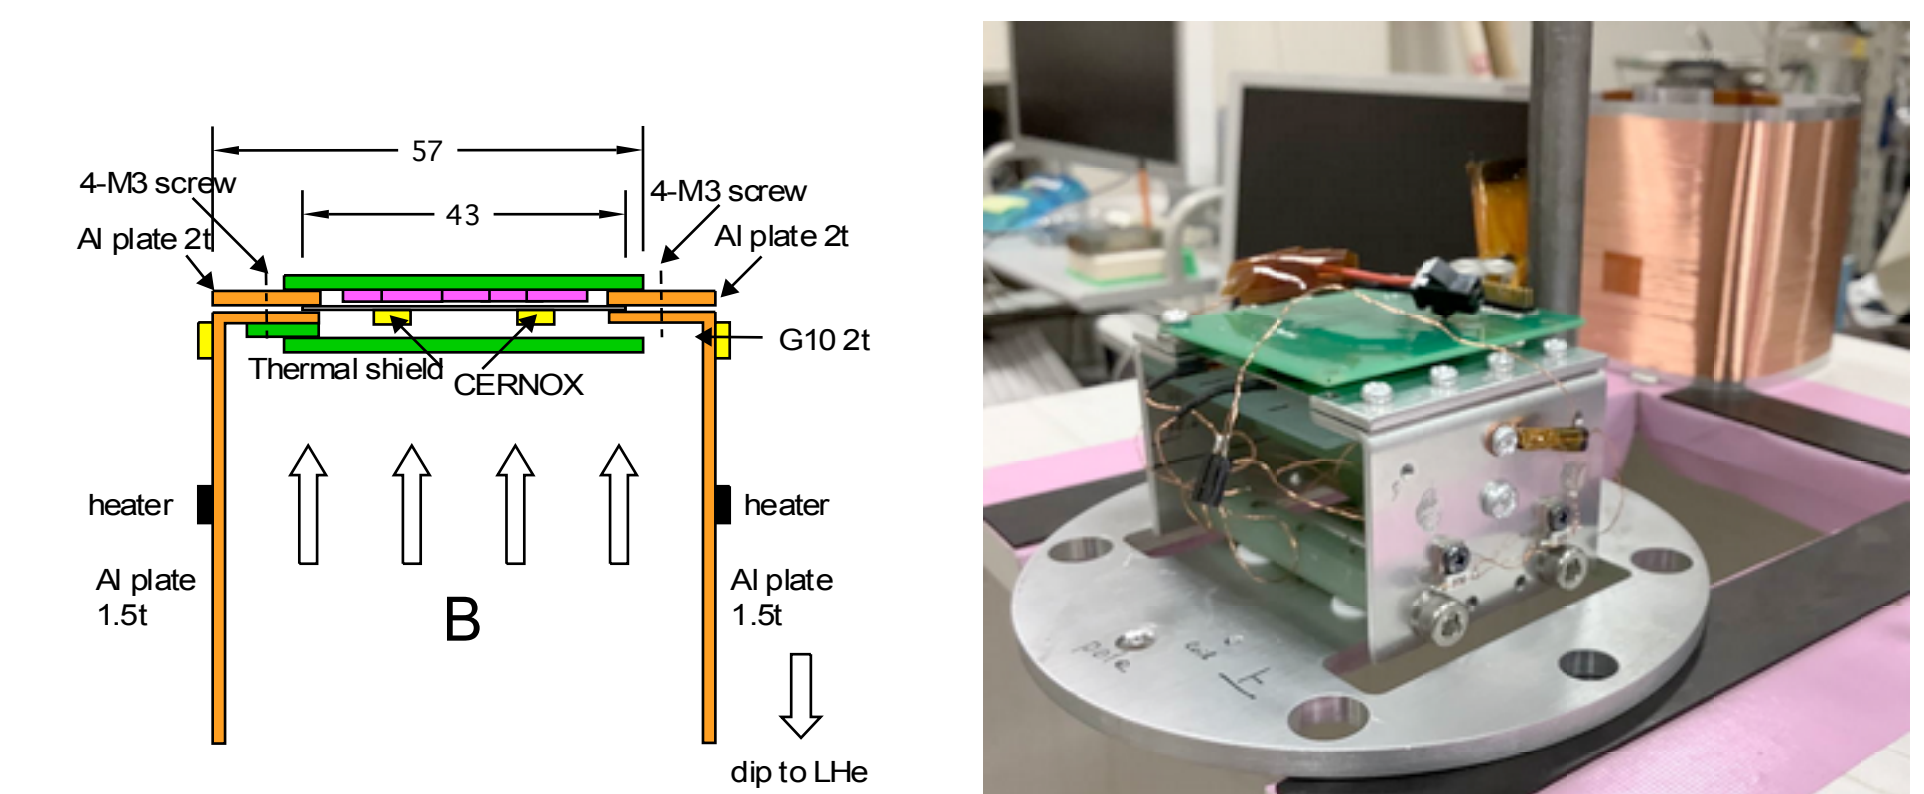 57
4-M3 screw
4-M3 screw
43
Al plate 2t
Al plate 2t
G10 2t
Thermal shield
CERNOX
heater
heater
Al plate
1.5t
Al plate
1.5t
B
dip to LHe
pole